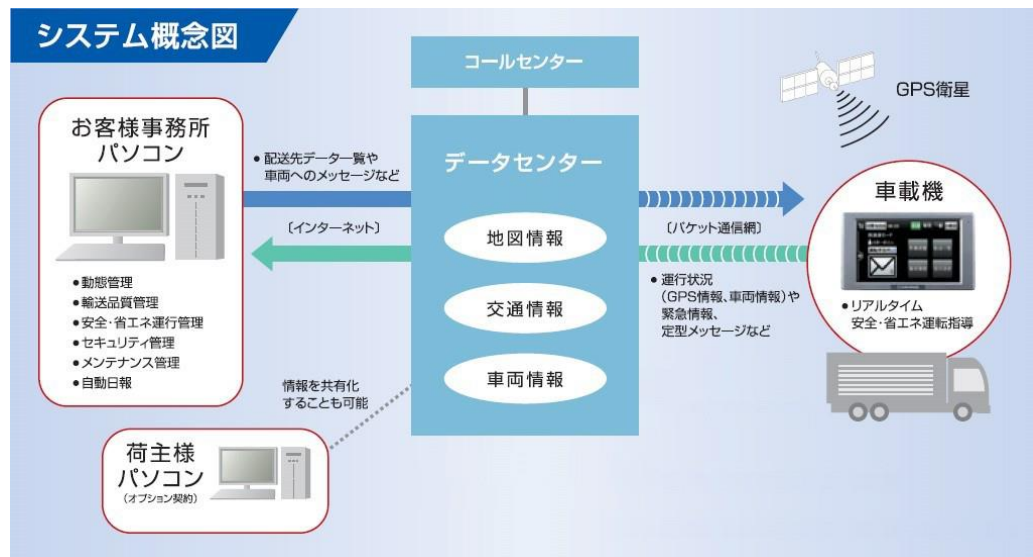 システム概念図
コールセンター
GPS衛星
お客様事務所
パソコン
●配送先データ一覧や
車両へのメッセージなど
データセンター
車載機
〔インターネット〕
地図情報
〔パケット通信網〕
●動態管理
●輸送品質管理
●安全・省エネ運行管理
●セキュリティ管理
●メンテナンス管理
●自動日報
交通情報
●運行状況
(GPS情報、車両情報)や
緊急情報、
定型メッセージなど
●リアルタイム
安全・省エネ運転指導
車両情報
情報を共有化
することも可能
荷主様
パソコン
(オプション契約)